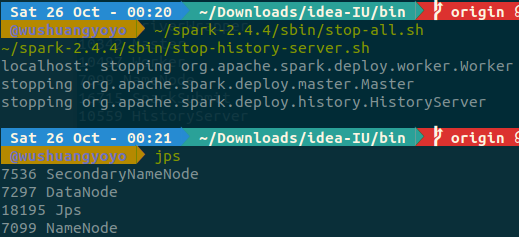 Sat 26 Oct - 00:20 ~/Downloads/idea-IU/bin origin
@wushuangyoyo ~/spark-2.4.4/sbin/stop-all.sh
~/spark-2.4.4/sbin/stop-history-server.sh
localhost: stopping org.apache.spark.deploy.worker.Worker
stopping org.apache.spark.deploy.master.Master
stopping org.apache.spark.deploy.history.HistoryServer
10559 HistoryServer
Sat 26 Oct - 00:21 ~/Downloads/idea-IU/bin origin
@wushuangyoyo jps
7536 SecondaryNameNode
7297 DataNode
18195 Jps
7099 NameNode